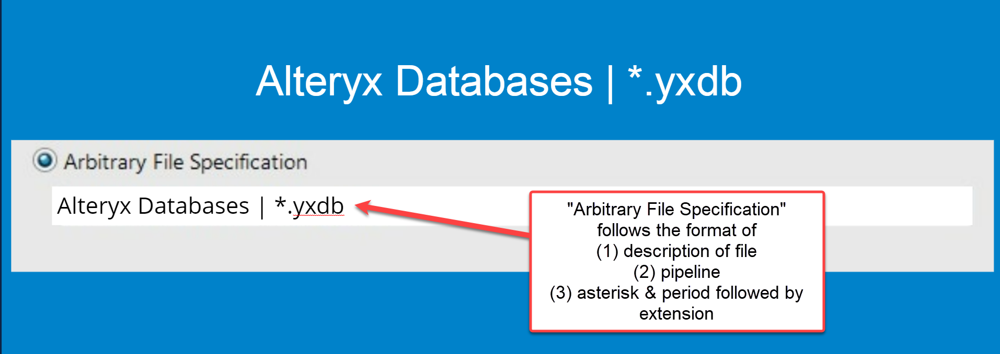 Alteryx Databases | *.yxdb
Arbitrary File Specification
Alteryx Databases | *.yxdb
"Arbitrary File Specification"
follows the format of
(1) description of file
(2) pipeline
(3) asterisk & period followed by
extension